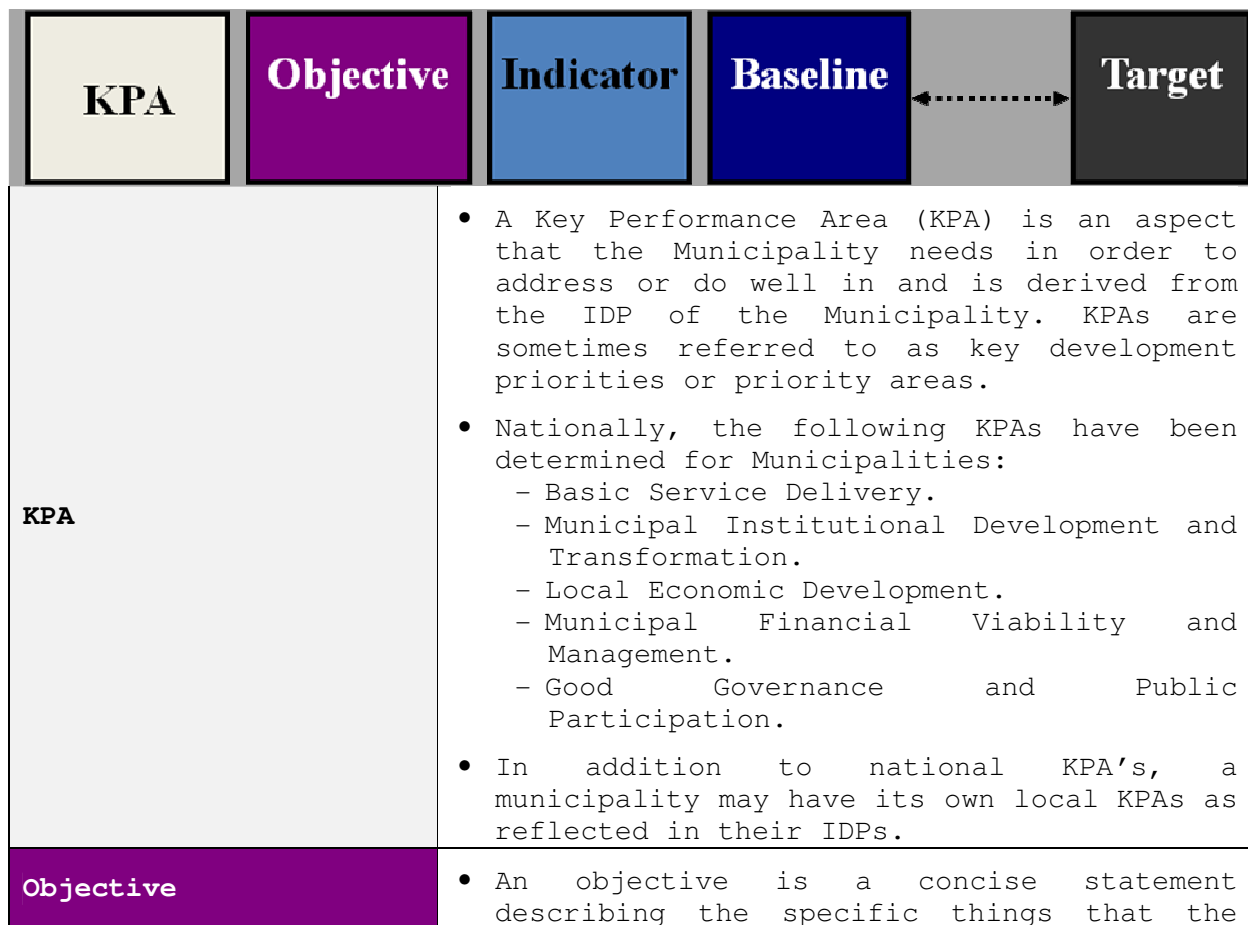 KPA
Objective
Indicator
Baseline
Target
KPA
• A Key Performance Area (KPA) is an aspect
that the Municipality needs in order to
address or do well in and is derived from
the IDP of the Municipality. KPAs are
sometimes referred to as key development
priorities or priority areas.
• Nationally, the following KPAs have been
determined for Municipalities:
– Basic Service Delivery.
– Municipal Institutional Development and
Transformation.
– Local Economic Development.
– Municipal Financial Viability and
Management.
– Good Governance and Public
Participation.
• In addition to national KPA’s, a
municipality may have its own local KPAs as
reflected in their IDPs.
Objective
• An objective is a concise statement
describing the specific things that the